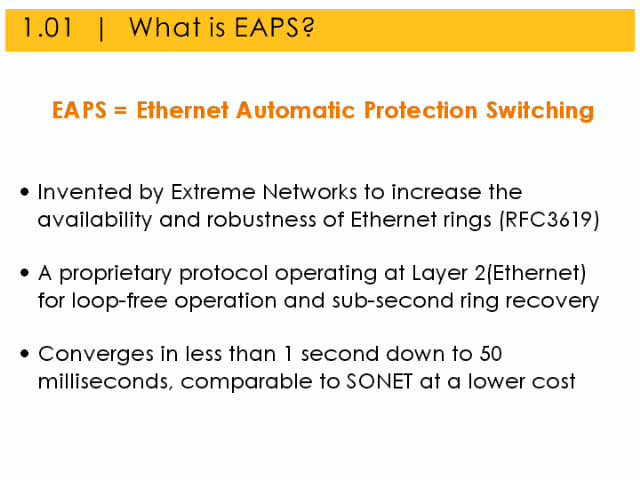 1.01 | What is EAPS?
EAPS = Ethernet Automatic Protection Switching
• Invented by Extreme Networks to increase the
availability and robustness of Ethernet rings (RFC3619)
• A proprietary protocol operating at Layer 2(Ethernet)
for loop-free operation and sub-second ring recovery
• Converges in less than 1 second down to 50
milliseconds, comparable to SONET at a lower cost